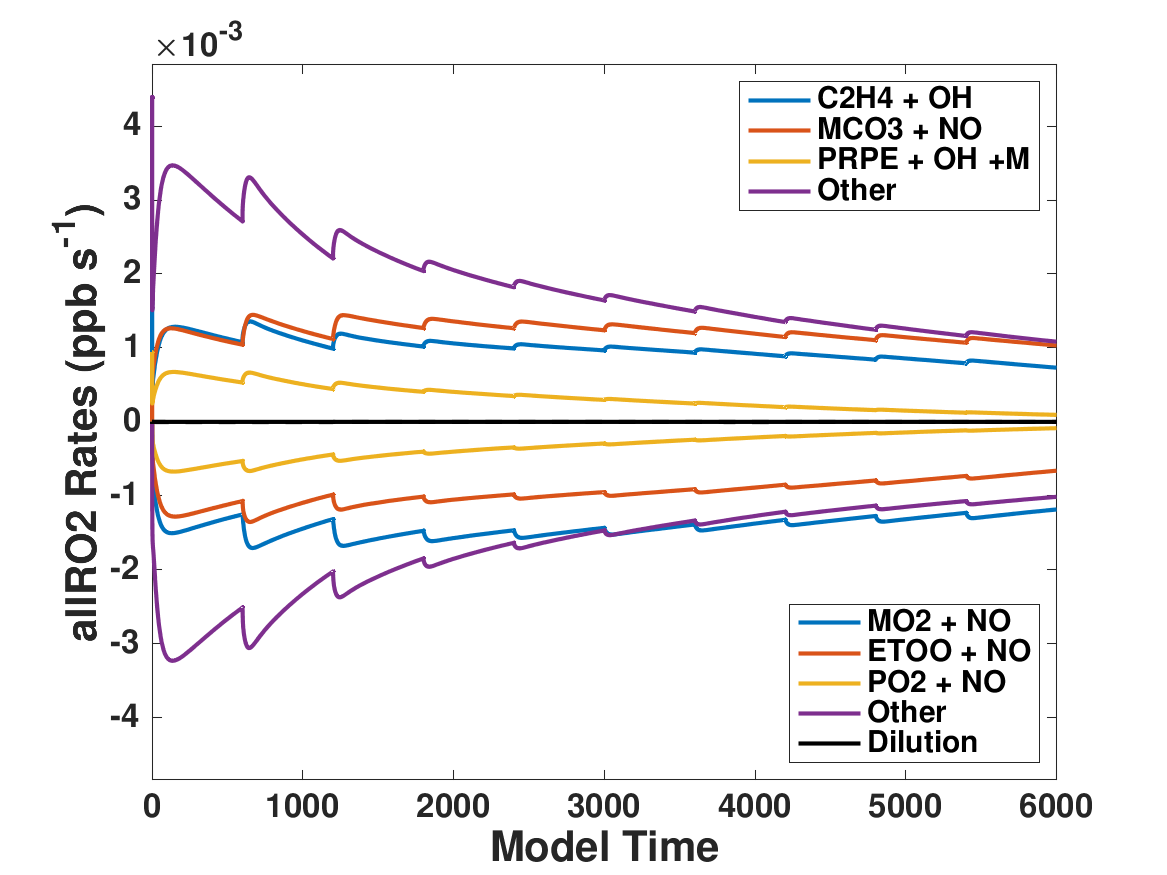 ×10-3
4
3
2
1
0
-1
-2
-3
-4
allRO2 Rates (ppb s-1)
C2H4 + OH
MCO3 + NO
PRPE + OH +M
Other
MO2 + NO
ETOO + NO
PO2 + NO
Other
Dilution
0 1000 2000 3000 4000 5000 6000
Model Time